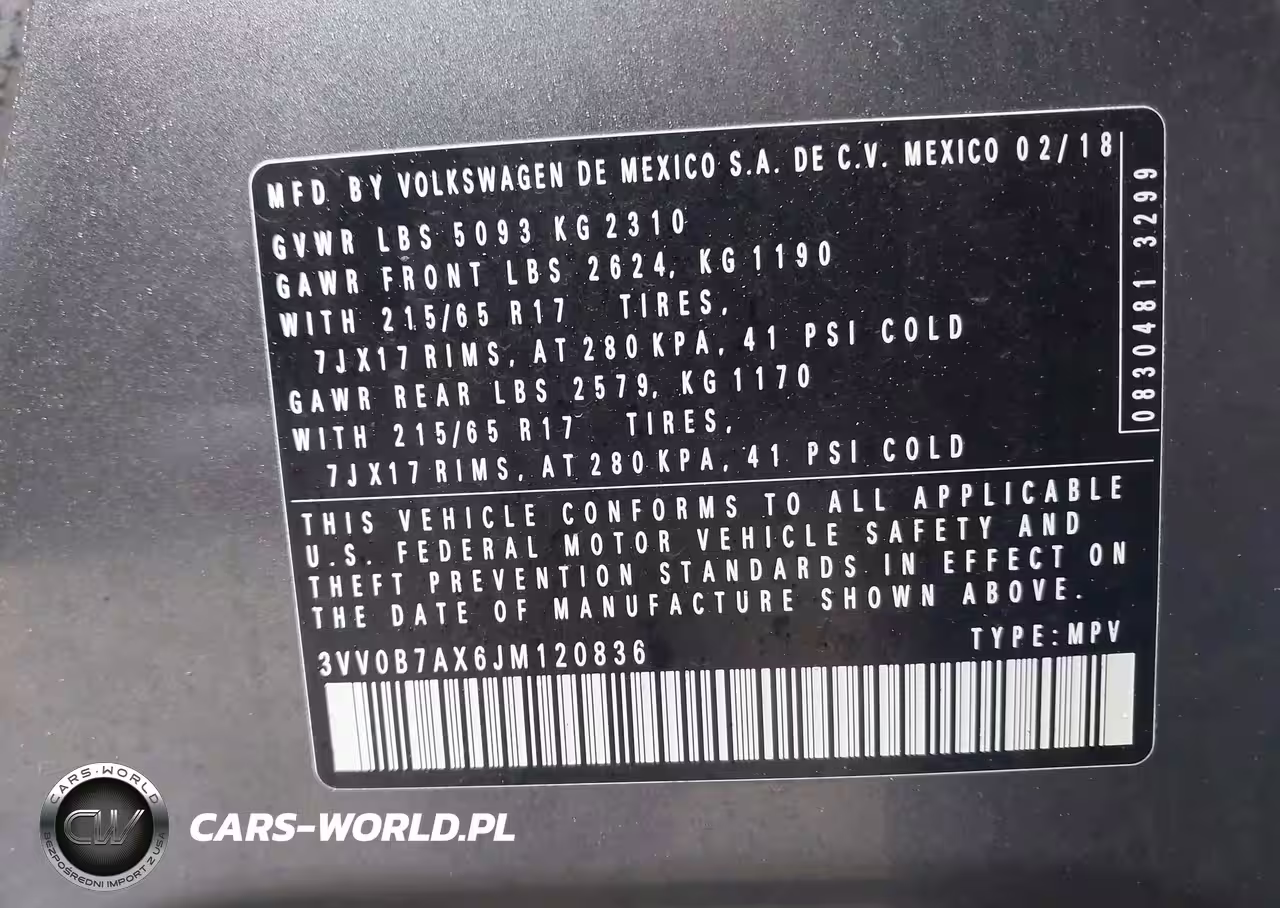 MFD. BY VOLKSWAGEN DE MEXICO S.A. DE C.V. MEXICO 02/18
GVWR LBS 5093 KG 2310
GAWR FRONT LBS 2624, KG 1190
WITH 215/65 R17 TIRES,
7JX17 RIMS, AT 280 KPA, 41 PSI COLD
GAWR REAR LBS 2579, KG 1170
WITH 215/65 R17 TIRES,
7JX17 RIMS, AT 280 KPA, 41 PSI COLD
0830481 3299
THIS VEHICLE CONFORMS TO ALL APPLICABLE
U.S. FEDERAL MOTOR VEHICLE SAFETY AND
THEFT PREVENTION STANDARDS IN EFFECT ON
THE DATE OF MANUFACTURE SHOWN ABOVE.
TYPE: MPV
3VV0B7AX6JM120836
CARS-WORLD
CW
BEZPOŚREDNI IMPORT Z USA
CARS-WORLD.PL